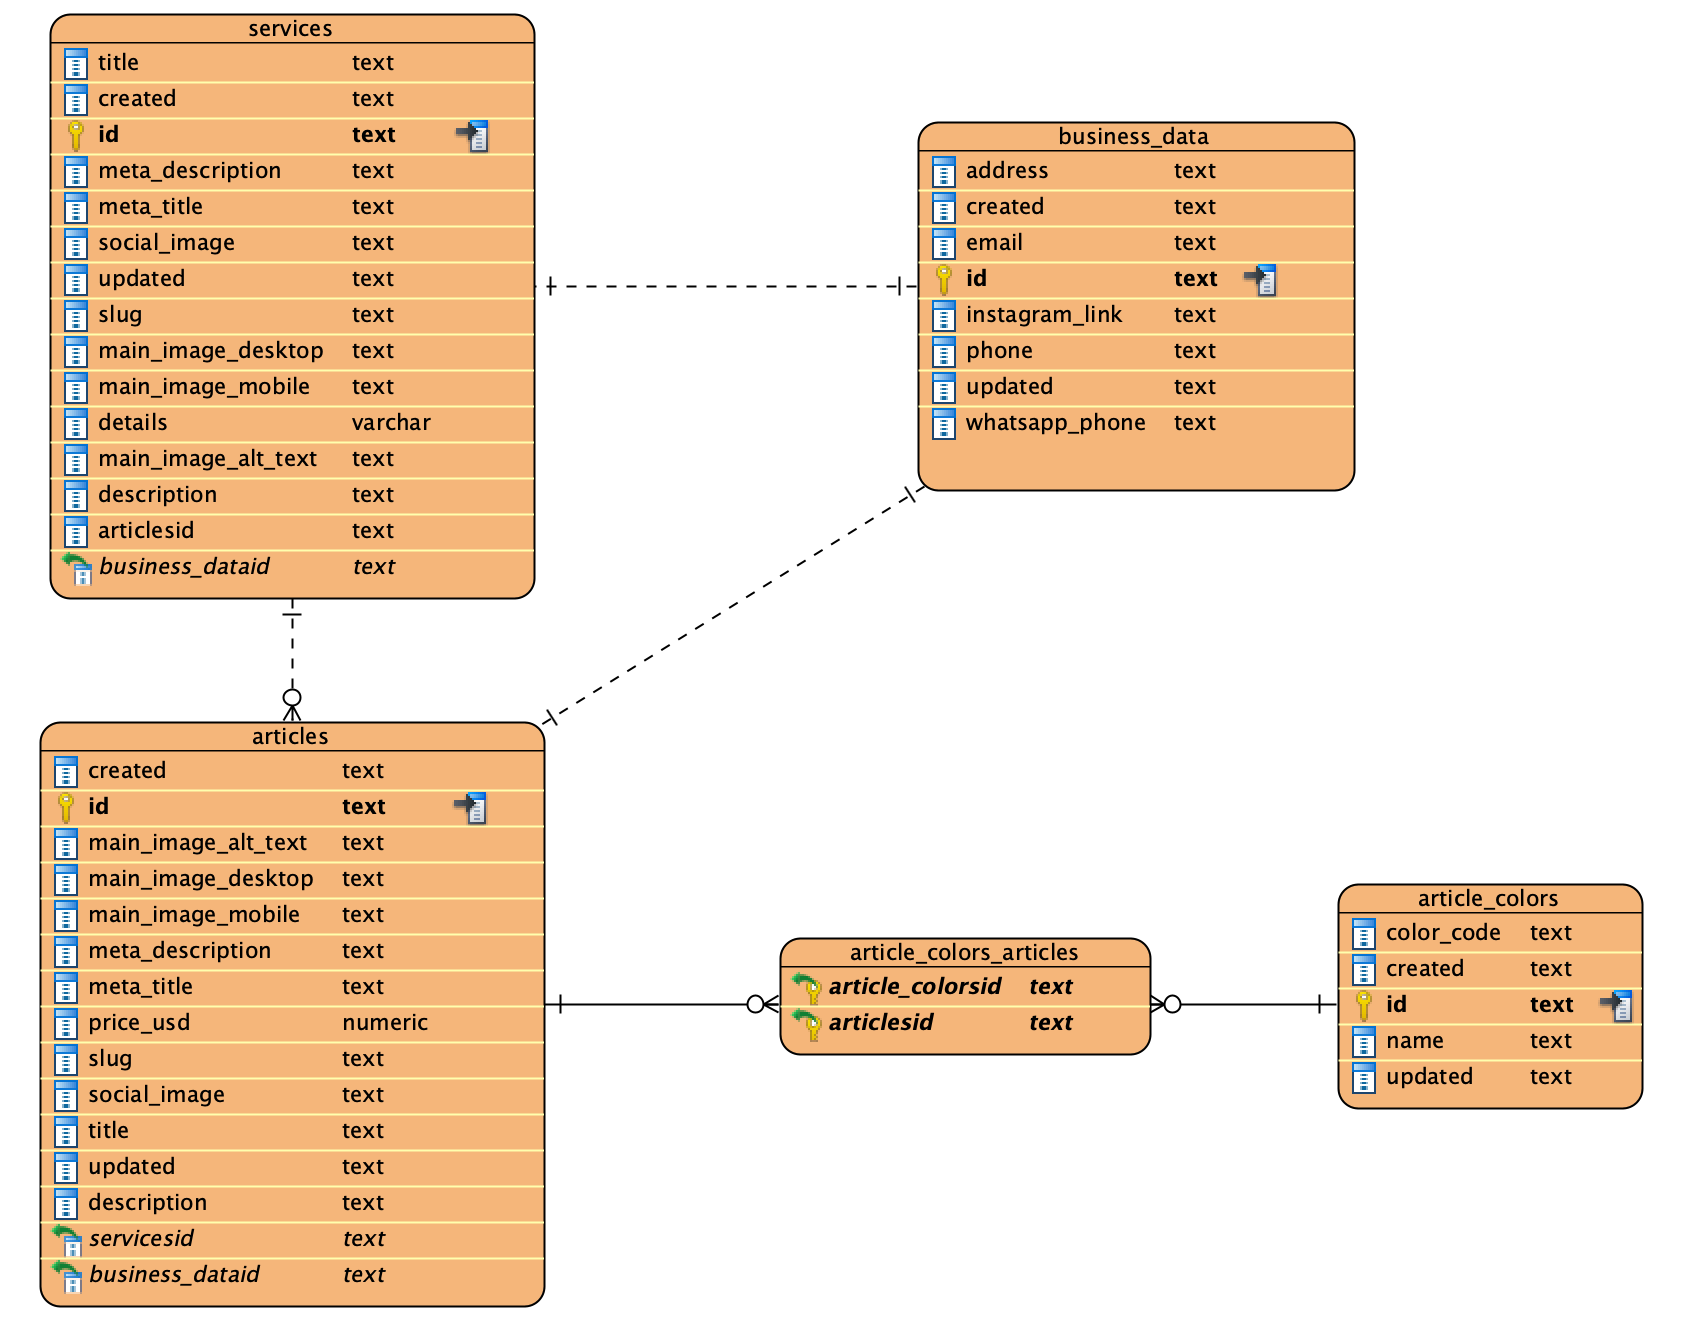 services
title text
created text
id text
meta_description text
meta_title text
social_image text
updated text
slug text
main_image_desktop text
main_image_mobile text
details varchar
main_image_alt_text text
description text
articlesid text
business_dataid text
business_data
address text
created text
email text
id text
instagram_link text
phone text
updated text
whatsapp_phone text
articles
created text
id text
main_image_alt_text text
main_image_desktop text
main_image_mobile text
meta_description text
meta_title text
price_usd numeric
slug text
social_image text
title text
updated text
description text
servicesid text
business_dataid text
article_colors_articles
article_colorsid text
articlesid text
article_colors
color_code text
created text
id text
name text
updated text